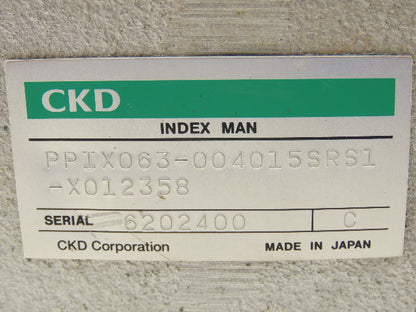 CKD
INDEX MAN
PPIX063-004015SRS1
-X012358
SERIAL 6202400 C
CKD Corporation MADE IN JAPAN